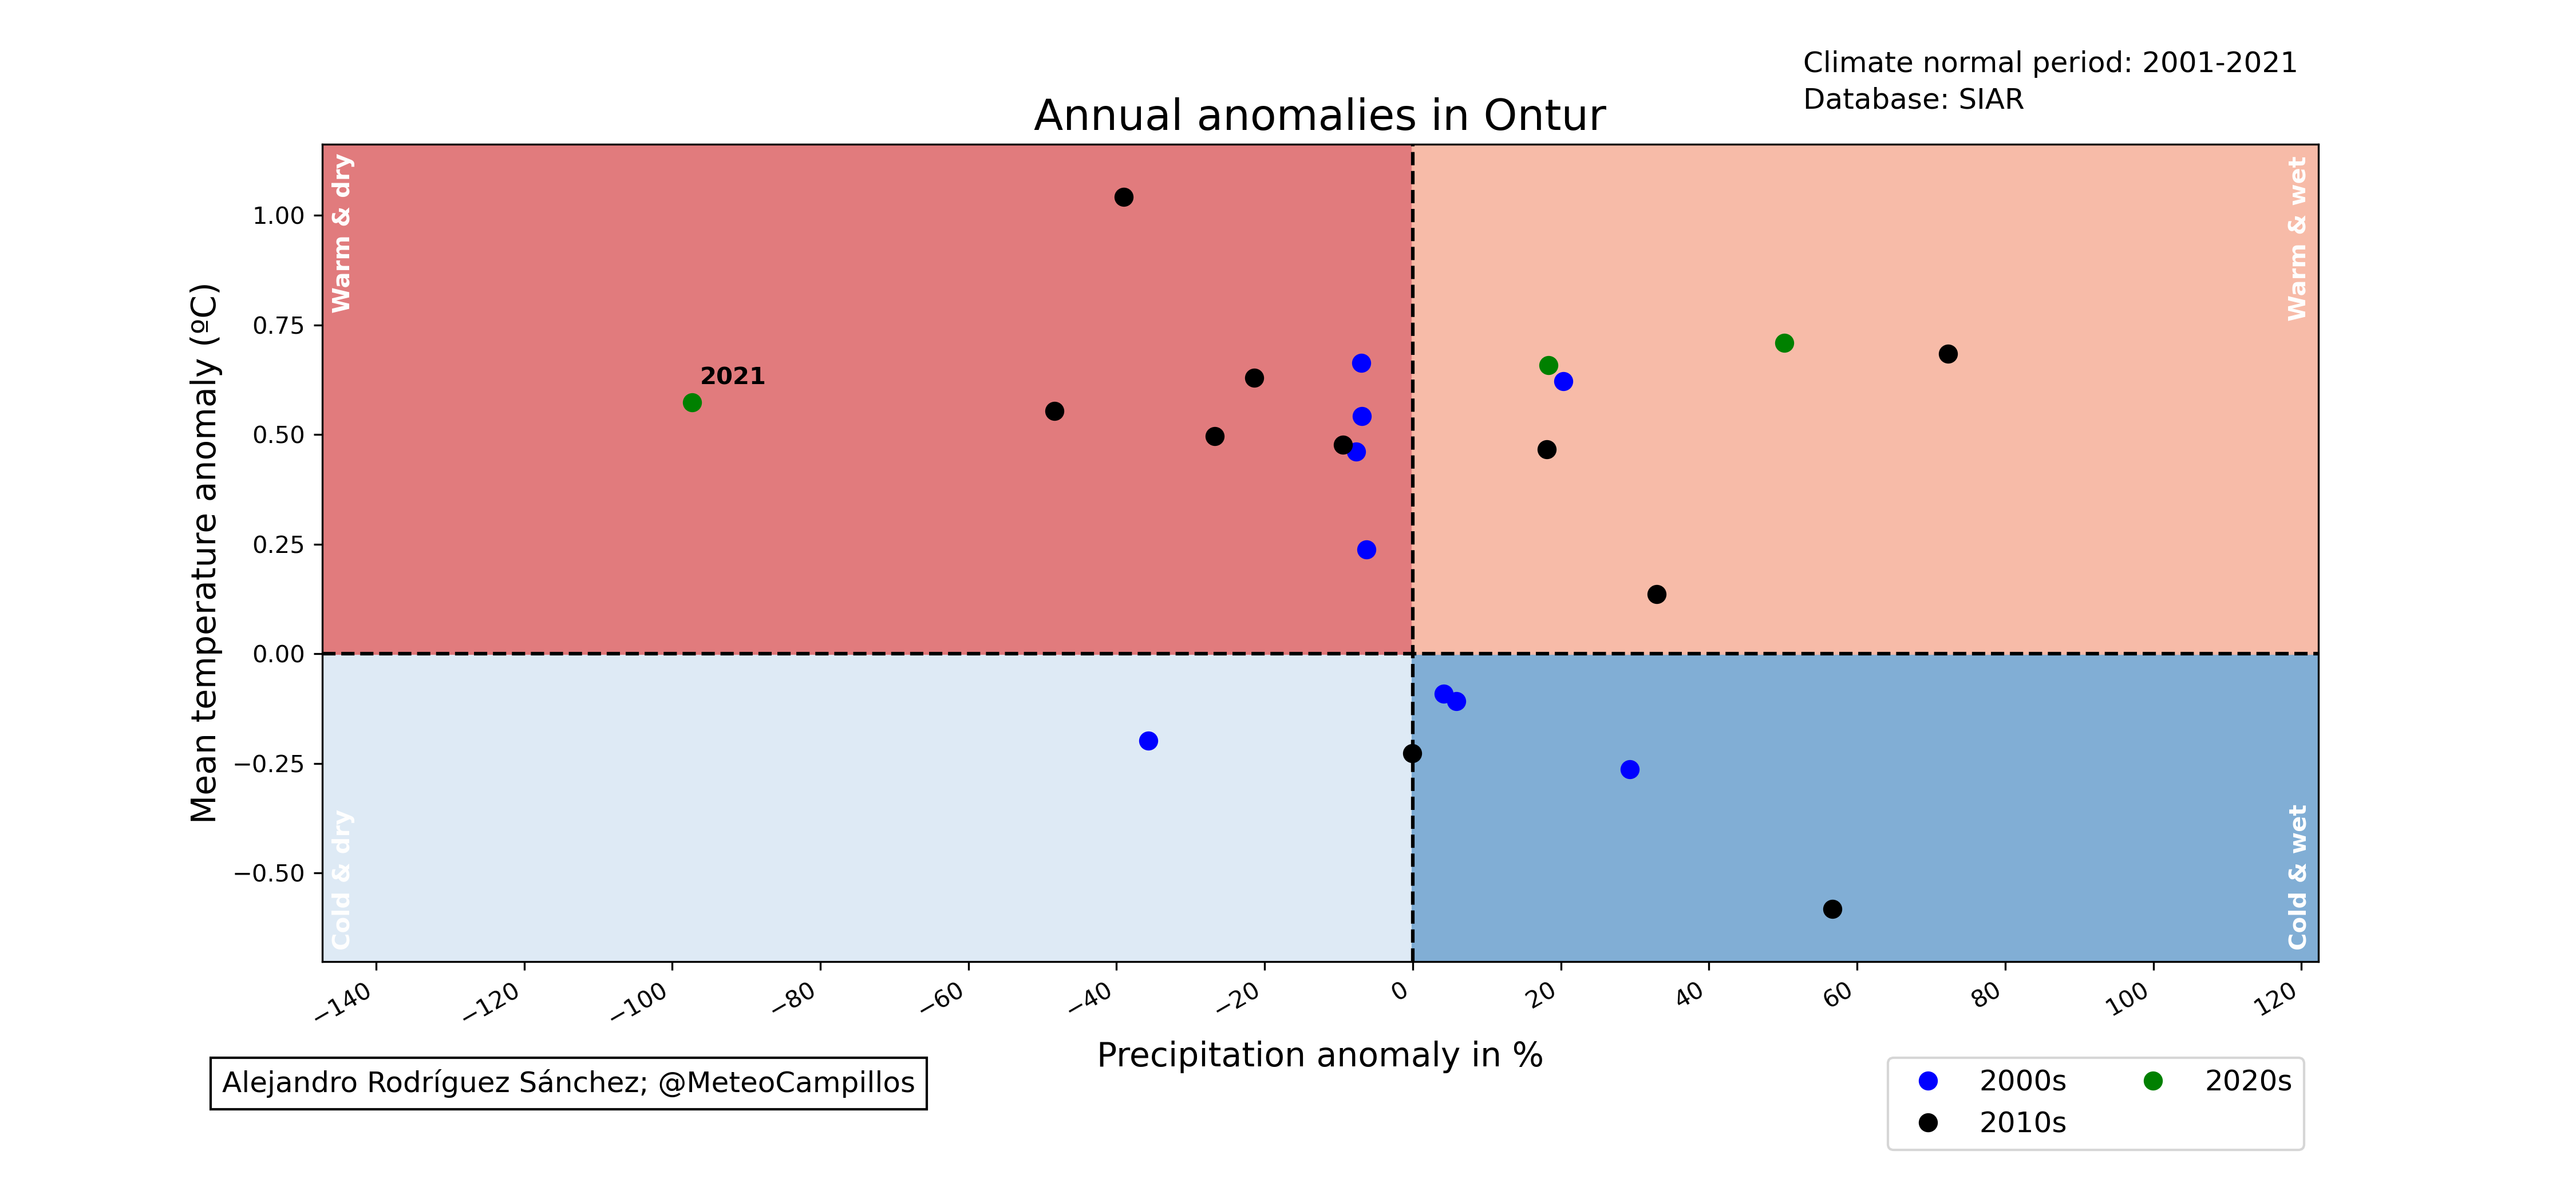 Climate normal period: 2001-2021
Database: SIAR
Annual anomalies in Ontur
Warm & dry
Warm & wet
Cold & dry
Cold & wet
2021
Mean temperature anomaly (ºC)
1.00
0.75
0.50
0.25
0.00
−0.25
−0.50
−140 −120 −100 −80 −60 −40 −20 0 20 40 60 80 100 120
Precipitation anomaly in %
Alejandro Rodríguez Sánchez; @MeteoCampillos
2000s 2020s
2010s